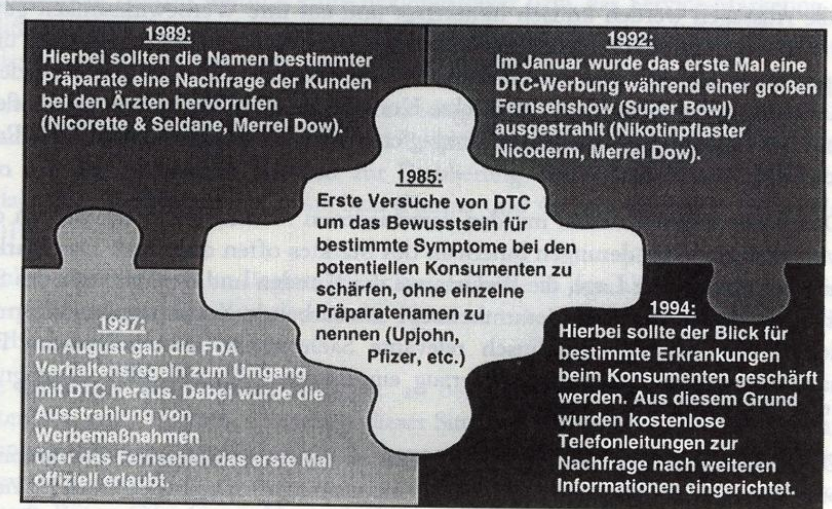 1989:
Hierbei sollten die Namen bestimmter
Präparate eine Nachfrage der Kunden
bei den Ärzten hervorrufen
(Nicorette & Seldane, Merrel Dow).
1992:
Im Januar wurde das erste Mal eine
DTC-Werbung während einer großen
Fernsehshow (Super Bowl)
ausgestrahlt (Nikotinpflaster
Nicoderm, Merrel Dow).
1985:
Erste Versuche von DTC
um das Bewusstsein für
bestimmte Symptome bei den
potentiellen Konsumenten zu
schärfen, ohne einzelne
Präparatenamen zu
nennen (Upjohn,
Pfizer, etc.)
1997:
Im August gab die FDA
Verhaltensregeln zum Umgang
mit DTC heraus. Dabei wurde die
Ausstrahlung von
Werbemaßnahmen
über das Fernsehen das erste Mal
offiziell erlaubt.
1994:
Hierbei sollte der Blick für
bestimmte Erkrankungen
beim Konsumenten geschärft
werden. Aus diesem Grund
wurden kostenlose
Telefonleitungen zur
Nachfrage nach weiteren
Informationen eingerichtet.